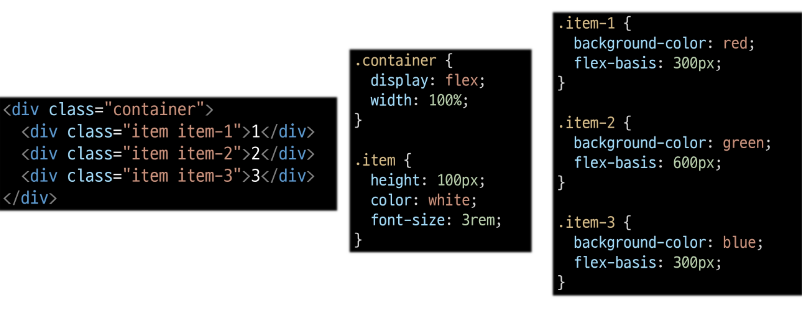 <div class="container">
  <div class="item item-1">1</div>
  <div class="item item-2">2</div>
  <div class="item item-3">3</div>
</div>
.container {
  display: flex;
  width: 100%;
}
.item {
  height: 100px;
  color: white;
  font-size: 3rem;
}
.item-1 {
  background-color: red;
  flex-basis: 300px;
}
.item-2 {
  background-color: green;
  flex-basis: 600px;
}
.item-3 {
  background-color: blue;
  flex-basis: 300px;
}